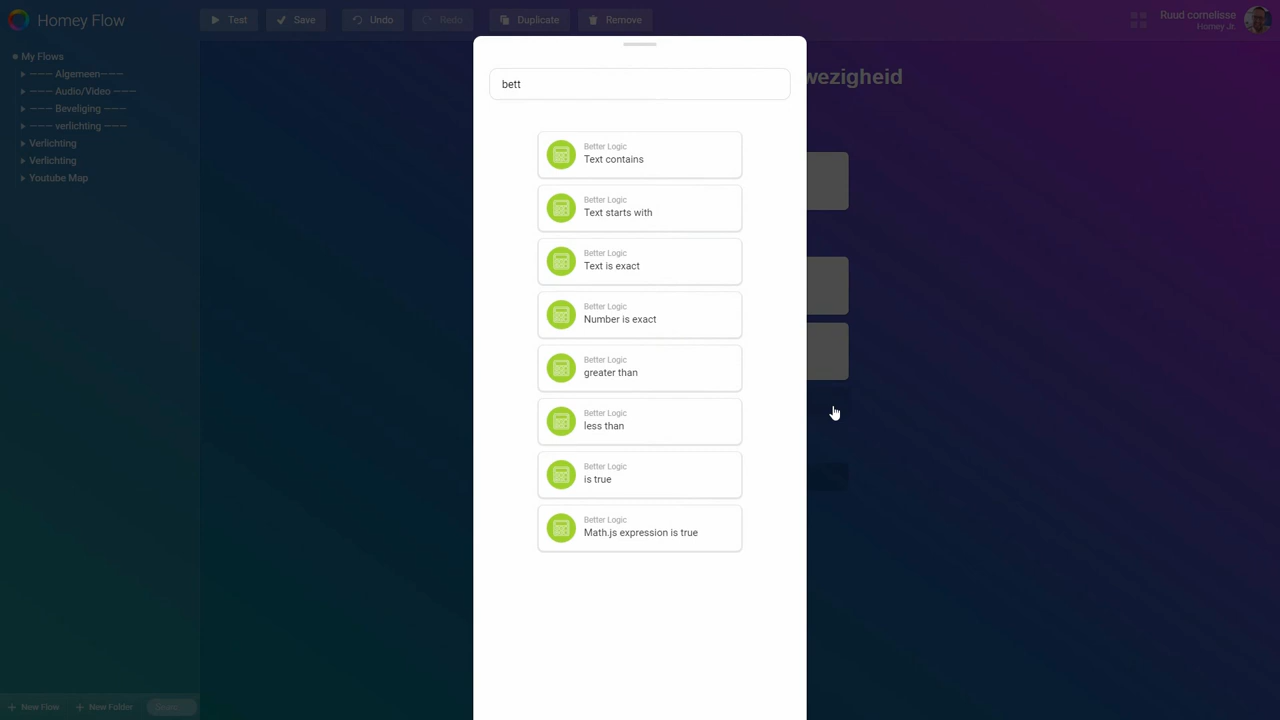 Homey Flow
Test
Save
Undo
Redo
Duplicate
Remove
Ruud cornelisse
Homey Jr.
My Flows
——— Algemeen———
——— Audio/Video ———
——— Beveliging ———
——— verlichting ———
Verlichting
Verlichting
Youtube Map
New Flow
New Folder
wezigheid
bett
Better Logic
Text contains
Better Logic
Text starts with
Better Logic
Text is exact
Better Logic
Number is exact
Better Logic
greater than
Better Logic
less than
Better Logic
is true
Better Logic
Math.js expression is true